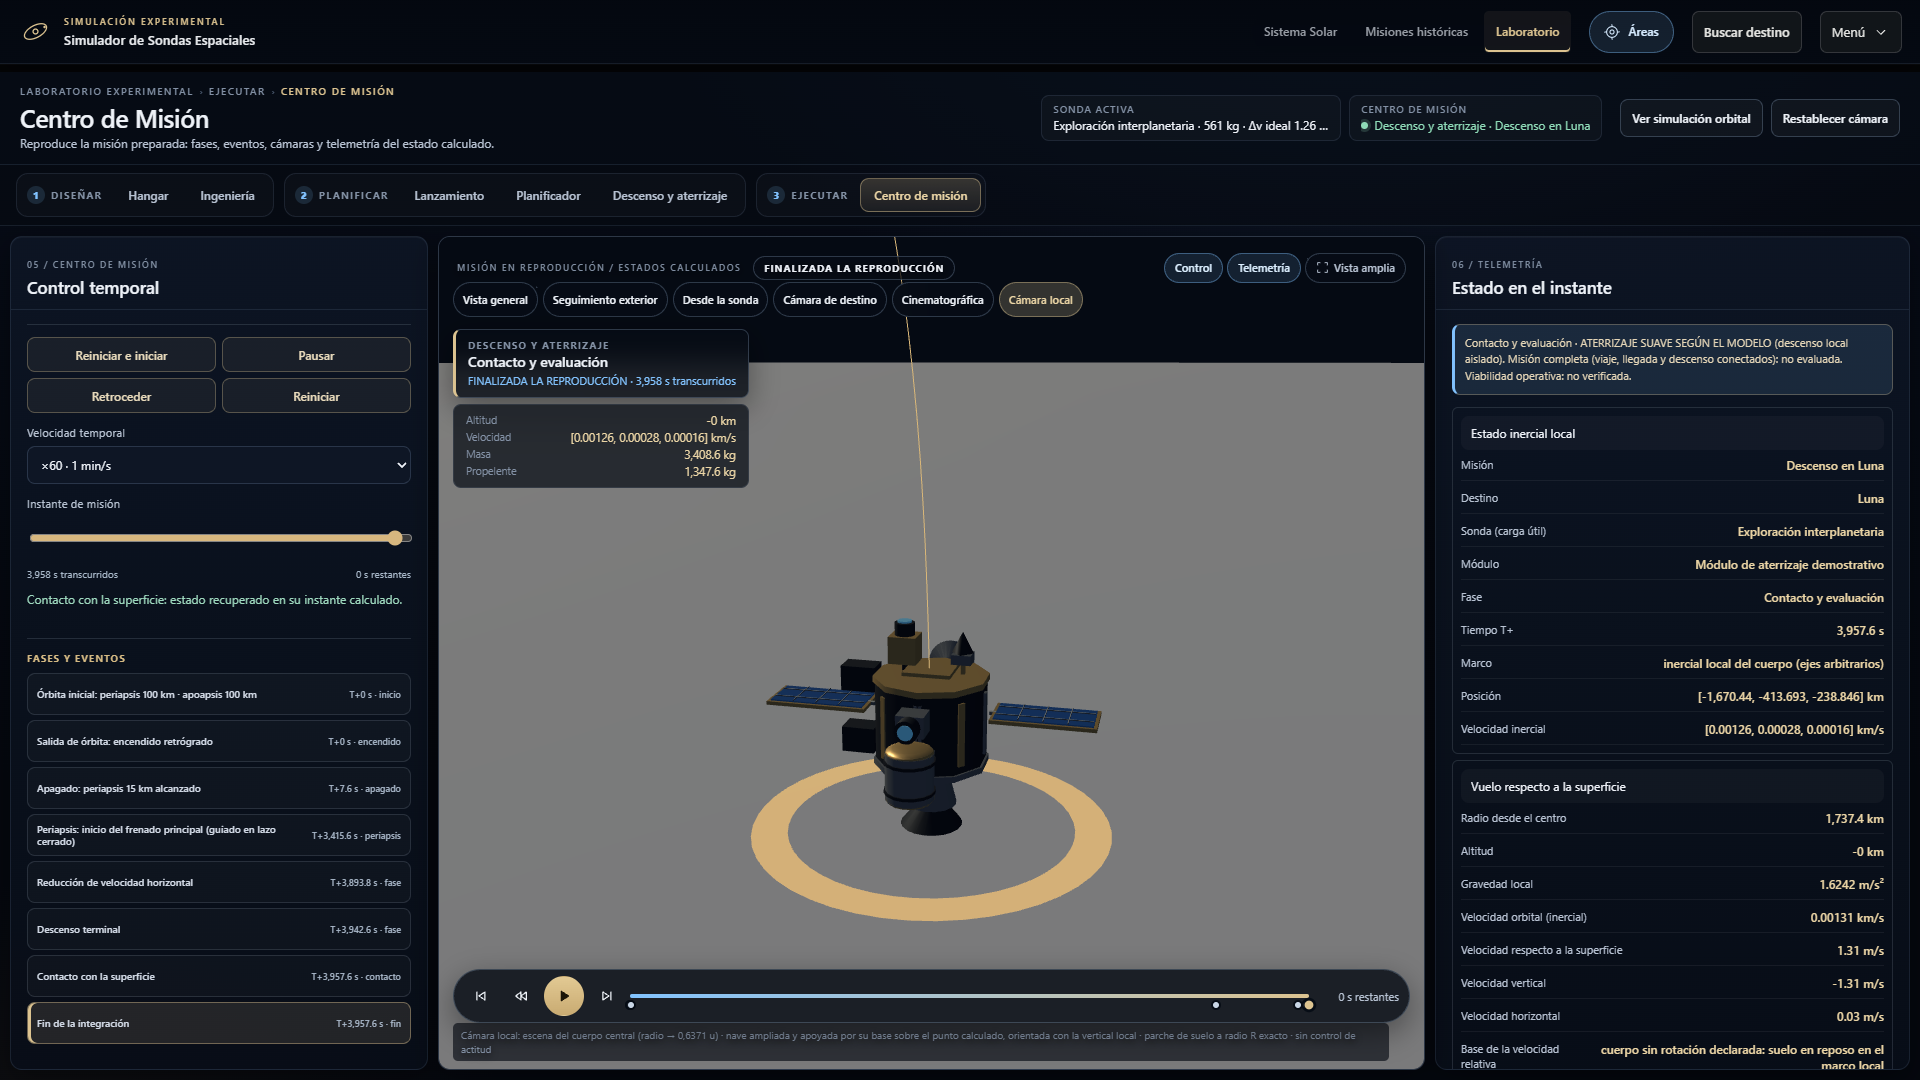 SIMULACIÓN EXPERIMENTAL
Simulador de Sondas Espaciales
Sistema Solar
Misiones históricas
Laboratorio
Áreas
Buscar destino
Menú
LABORATORIO EXPERIMENTAL › EJECUTAR › CENTRO DE MISIÓN
Centro de Misión
Reproduce la misión preparada: fases, eventos, cámaras y telemetría del estado calculado.
SONDA ACTIVA
Exploración interplanetaria · 561 kg · Δv ideal 1.26 ...
CENTRO DE MISIÓN
Descenso y aterrizaje · Descenso en Luna
Ver simulación orbital
Restablecer cámara
1 DISEÑAR
Hangar
Ingeniería
2 PLANIFICAR
Lanzamiento
Planificador
Descenso y aterrizaje
3 EJECUTAR
Centro de misión
05 / CENTRO DE MISIÓN
Control temporal
Reiniciar e iniciar
Pausar
Retroceder
Reiniciar
Velocidad temporal
×60 · 1 min/s
Instante de misión
3,958 s transcurridos
0 s restantes
Contacto con la superficie: estado recuperado en su instante calculado.
FASES Y EVENTOS
Órbita inicial: periapsis 100 km · apoapsis 100 km
T+0 s · inicio
Salida de órbita: encendido retrógrado
T+0 s · encendido
Apagado: periapsis 15 km alcanzado
T+7.6 s · apagado
Periapsis: inicio del frenado principal (guiado en lazo
cerrado)
T+3,415.6 s · periapsis
Reducción de velocidad horizontal
T+3,893.8 s · fase
Descenso terminal
T+3,942.6 s · fase
Contacto con la superficie
T+3,957.6 s · contacto
Fin de la integración
T+3,957.6 s · fin
MISIÓN EN REPRODUCCIÓN / ESTADOS CALCULADOS
FINALIZADA LA REPRODUCCIÓN
Control
Telemetría
Vista amplia
Vista general
Seguimiento exterior
Desde la sonda
Cámara de destino
Cinematográfica
Cámara local
DESCENSO Y ATERRIZAJE
Contacto y evaluación
FINALIZADA LA REPRODUCCIÓN · 3,958 s transcurridos
Altitud -0 km
Velocidad [0.00126, 0.00028, 0.00016] km/s
Masa 3,408.6 kg
Propelente 1,347.6 kg
0 s restantes
Cámara local: escena del cuerpo central (radio → 0,6371 u) · nave ampliada y apoyada por su base sobre el punto calculado, orientada con la vertical local · parche de suelo a radio R exacto · sin control de
actitud
06 / TELEMETRÍA
Estado en el instante
Contacto y evaluación · ATERRIZAJE SUAVE SEGÚN EL MODELO (descenso local
aislado). Misión completa (viaje, llegada y descenso conectados): no evaluada.
Viabilidad operativa: no verificada.
Estado inercial local
Misión Descenso en Luna
Destino Luna
Sonda (carga útil) Exploración interplanetaria
Módulo Módulo de aterrizaje demostrativo
Fase Contacto y evaluación
Tiempo T+ 3,957.6 s
Marco inercial local del cuerpo (ejes arbitrarios)
Posición [-1,670.44, -413.693, -238.846] km
Velocidad inercial [0.00126, 0.00028, 0.00016] km/s
Vuelo respecto a la superficie
Radio desde el centro 1,737.4 km
Altitud -0 km
Gravedad local 1.6242 m/s²
Velocidad orbital (inercial) 0.00131 km/s
Velocidad respecto a la superficie 1.31 m/s
Velocidad vertical -1.31 m/s
Velocidad horizontal 0.03 m/s
Base de la velocidad cuerpo sin rotación declarada: suelo en reposo en el
relativa marco local